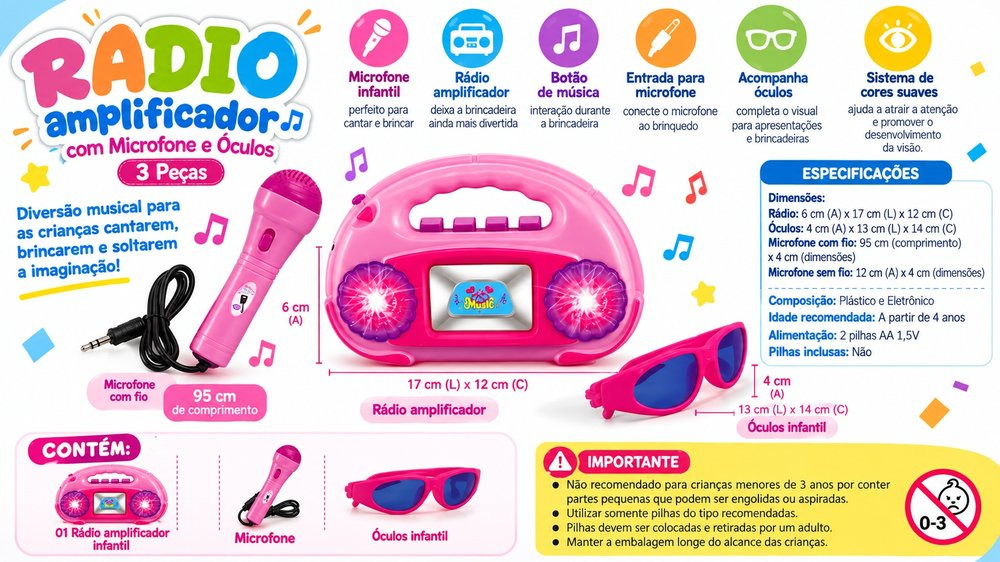 RADIO
amplificador
com Microfone e Óculos
3 Peças
Diversão musical para
as crianças cantarem,
brincarem e soltarem
a imaginação!
Microfone
infantil
perfeito para
cantar e brincar
Rádio
amplificador
deixa a brincadeira
ainda mais divertida
Botão
de música
interação durante
a brincadeira
Entrada para
microfone
conecte o microfone
ao brinquedo
Acompanha
óculos
completa o visual
para apresentações
e brincadeiras
Sistema de
cores suaves
ajuda a atrair a atenção
e promover o
desenvolvimento
da visão.
ESPECIFICAÇÕES
Dimensões:
Rádio: 6 cm (A) x 17 cm (L) x 12 cm (C)
Óculos: 4 cm (A) x 13 cm (L) x 14 cm (C)
Microfone com fio: 95 cm (comprimento)
x 4 cm (dimensões)
Microfone sem fio: 12 cm (A) x 4 cm (dimensões)
Composição: Plástico e Eletrônico
Idade recomendada: A partir de 4 anos
Alimentação: 2 pilhas AA 1,5V
Pilhas inclusas: Não
Music
6 cm
(A)
17 cm (L) x 12 cm (C)
Rádio amplificador
Microfone
com fio
95 cm
de comprimento
4 cm
(A)
13 cm (L) x 14 cm (C)
Óculos infantil
CONTÉM:
01 Rádio amplificador
infantil
Microfone
Óculos infantil
IMPORTANTE
Não recomendado para crianças menores de 3 anos por conter
partes pequenas que podem ser engolidas ou aspiradas.
Utilizar somente pilhas do tipo recomendadas.
Pilhas devem ser colocadas e retiradas por um adulto.
Manter a embalagem longe do alcance das crianças.
0-3